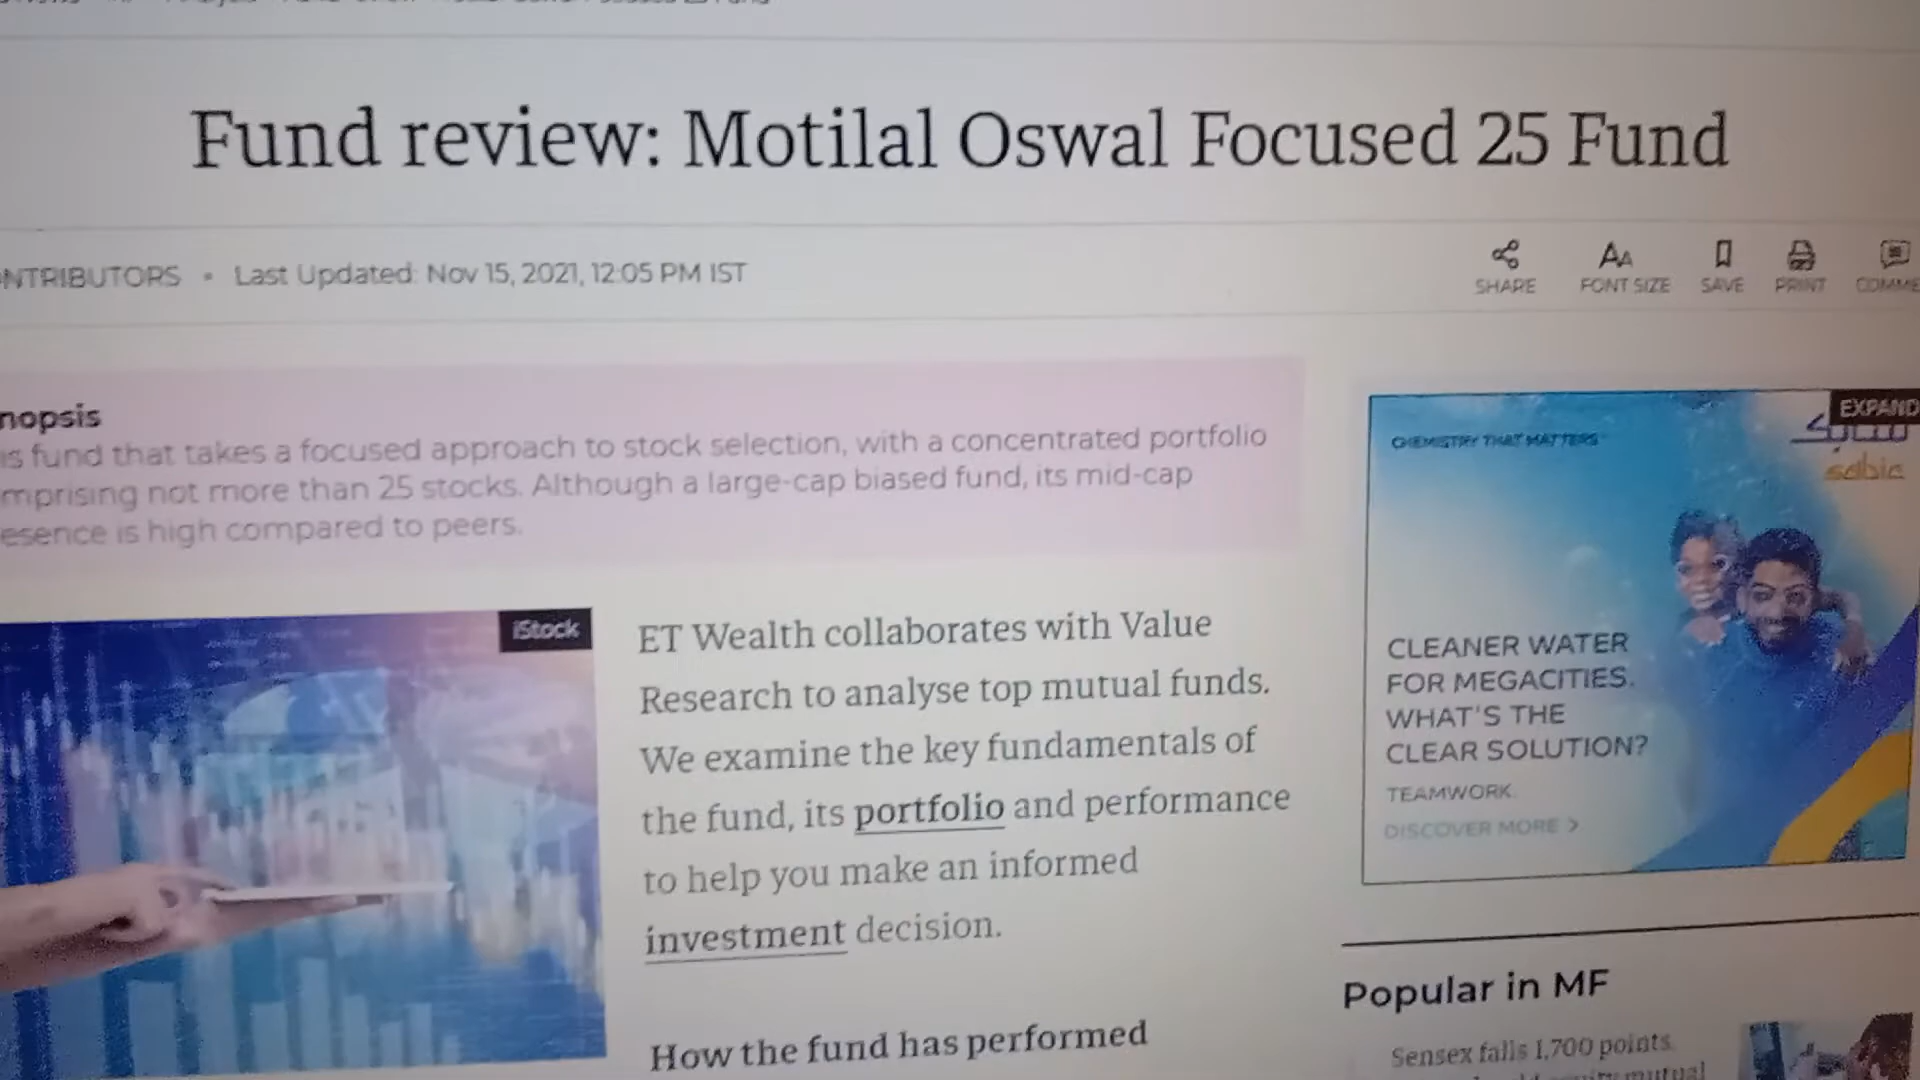 Fund review: Motilal Oswal Focused 25 Fund
NTRIBUTORS • Last Updated: Nov 15, 2021, 12:05 PM IST
SHARE
FONT SIZE
SAVE
PRINT
COMME
nopsis
is fund that takes a focused approach to stock selection, with a concentrated portfolio
mprising not more than 25 stocks. Although a large-cap biased fund, its mid-cap
esence is high compared to peers.
iStock
ET Wealth collaborates with Value
Research to analyse top mutual funds.
We examine the key fundamentals of
the fund, its portfolio and performance
to help you make an informed
investment decision.
How the fund has performed
EXPAND
CHEMISTRY THAT MATTERS
سابك
sabic
CLEANER WATER
FOR MEGACITIES.
WHAT'S THE
CLEAR SOLUTION?
TEAMWORK.
DISCOVER MORE >
Popular in MF
Sensex falls 1,700 points.
equity mutual